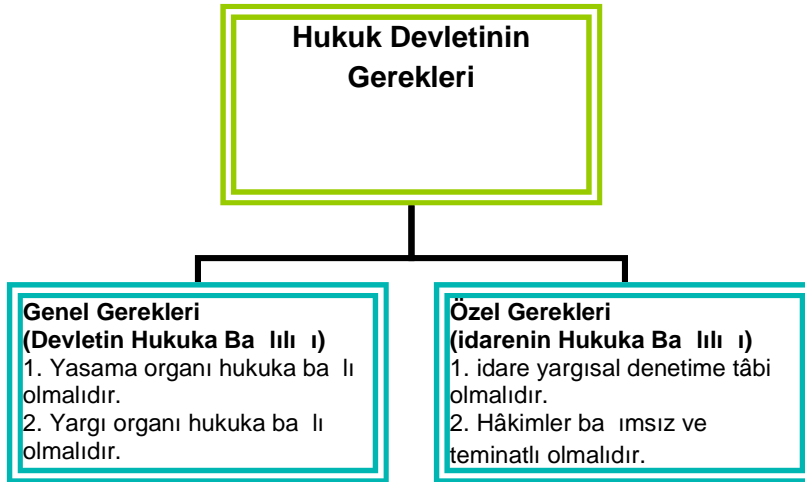 Hukuk Devletinin
Gerekleri
Genel Gerekleri
(Devletin Hukuka Ba lılı ı)
1. Yasama organı hukuka ba lı
olmalıdır.
2. Yargı organı hukuka ba lı
olmalıdır.
Özel Gerekleri
(idarenin Hukuka Ba lılı ı)
1. idare yargısal denetime tâbi
olmalıdır.
2. Hâkimler ba ımsız ve
teminatlı olmalıdır.